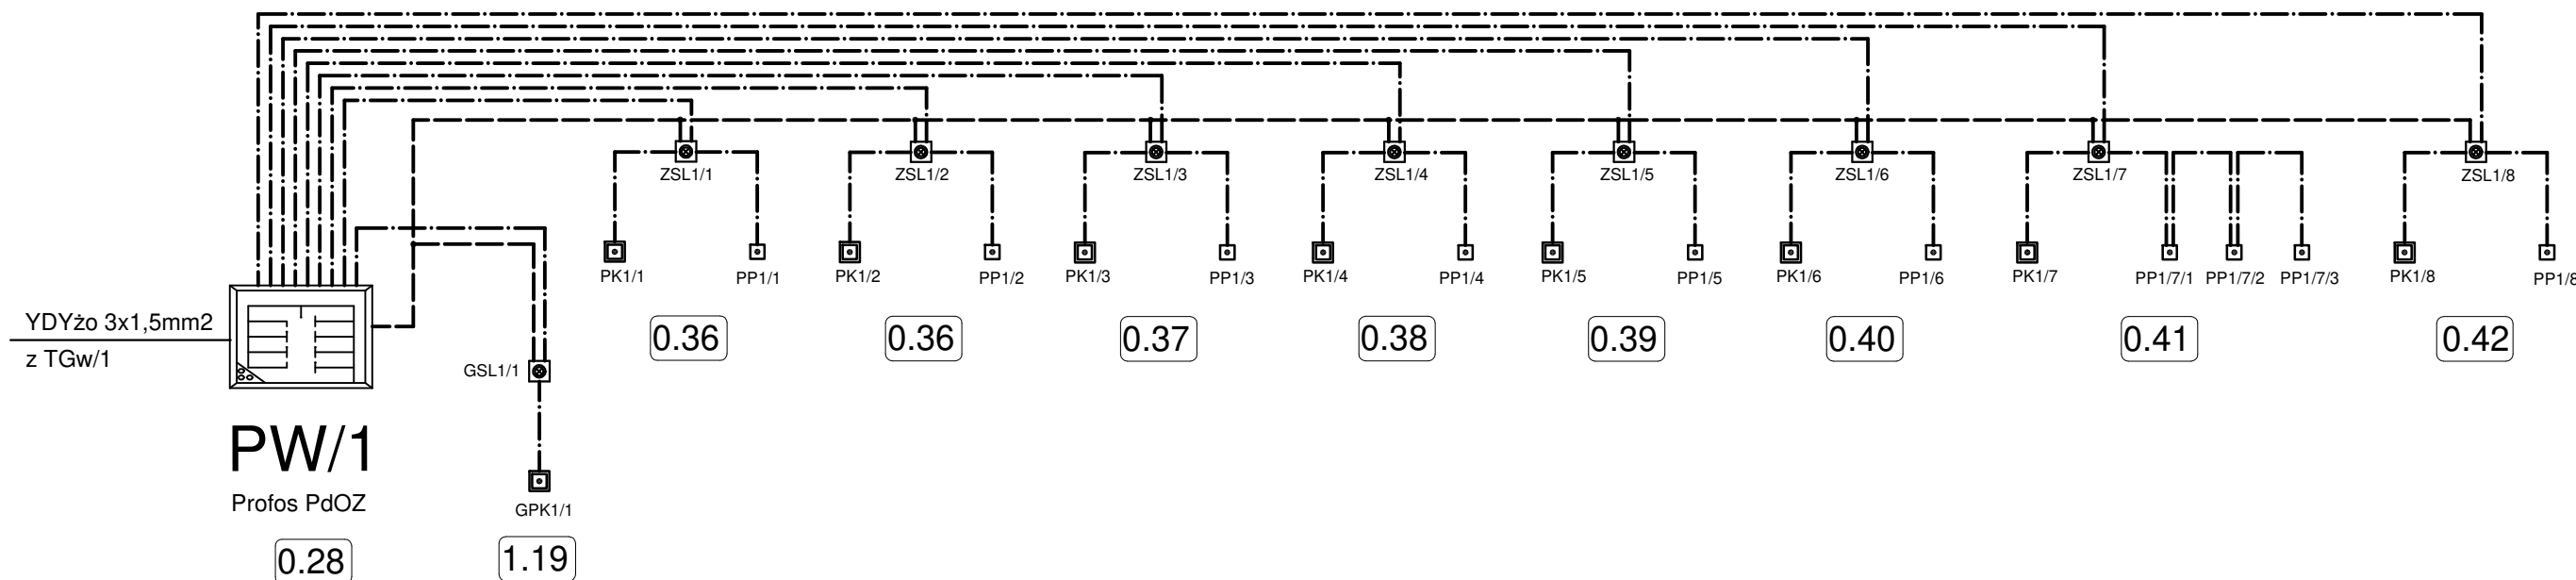 ZSL1/1
ZSL1/2
ZSL1/3
ZSL1/4
ZSL1/5
ZSL1/6
ZSL1/7
ZSL1/8
PK1/1
PP1/1
PK1/2
PP1/2
PK1/3
PP1/3
PK1/4
PP1/4
PK1/5
PP1/5
PK1/6
PP1/6
PK1/7
PP1/7/1
PP1/7/2
PP1/7/3
PK1/8
PP1/8
0.36
0.36
0.37
0.38
0.39
0.40
0.41
0.42
YDYżo 3x1,5mm2
z TGw/1
GSL1/1
PW/1
Profos PdOZ
GPK1/1
0.28
1.19